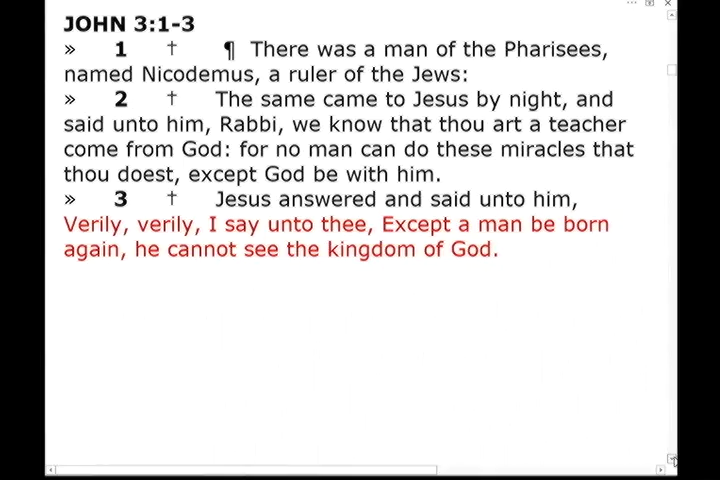 JOHN 3:1-3
» 1 † ¶ There was a man of the Pharisees,
named Nicodemus, a ruler of the Jews:
» 2 † The same came to Jesus by night, and
said unto him, Rabbi, we know that thou art a teacher
come from God: for no man can do these miracles that
thou doest, except God be with him.
» 3 † Jesus answered and said unto him,
Verily, verily, I say unto thee, Except a man be born
again, he cannot see the kingdom of God.